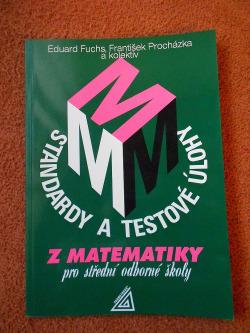 Eduard Fuchs, František Procházka
a kolektiv
M
M M
STANDARDY A TESTOVÉ ÚLOHY
Z MATEMATIKY
pro střední odborné školy